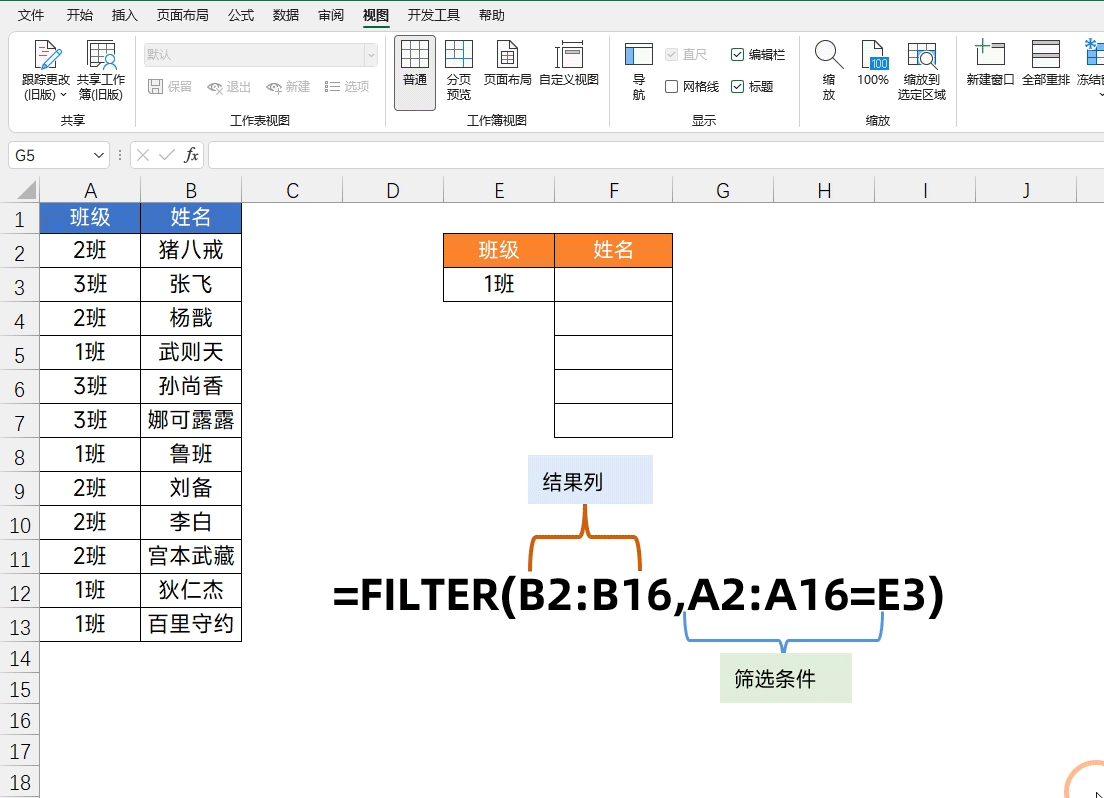 文件 开始 插入 页面布局 公式 数据 审阅 视图 开发工具 帮助
跟踪更改 共享工作 默认 普通 分页 页面布局 自定义视图 导 直尺 编辑栏 缩 100% 缩放到 新建窗口 全部重排
(旧版) 簿(旧版) 保留 退出 新建 选项 预览 航 网格线 标题 放 选定区域
共享 工作表视图 工作簿视图 显示 缩放
G5 fx
A B C D E F G H I J
1 班级 姓名
2 2班 猪八戒 班级 姓名
3 3班 张飞 1班
4 2班 杨戬
5 1班 武则天
6 3班 孙尚香
7 3班 娜可露露
8 1班 鲁班
9 2班 刘备
结果列
10 2班 李白
11 2班 宫本武藏
12 1班 狄仁杰
=FILTER(B2:B16,A2:A16=E3)
13 1班 百里守约
14
筛选条件
15
16
17
18